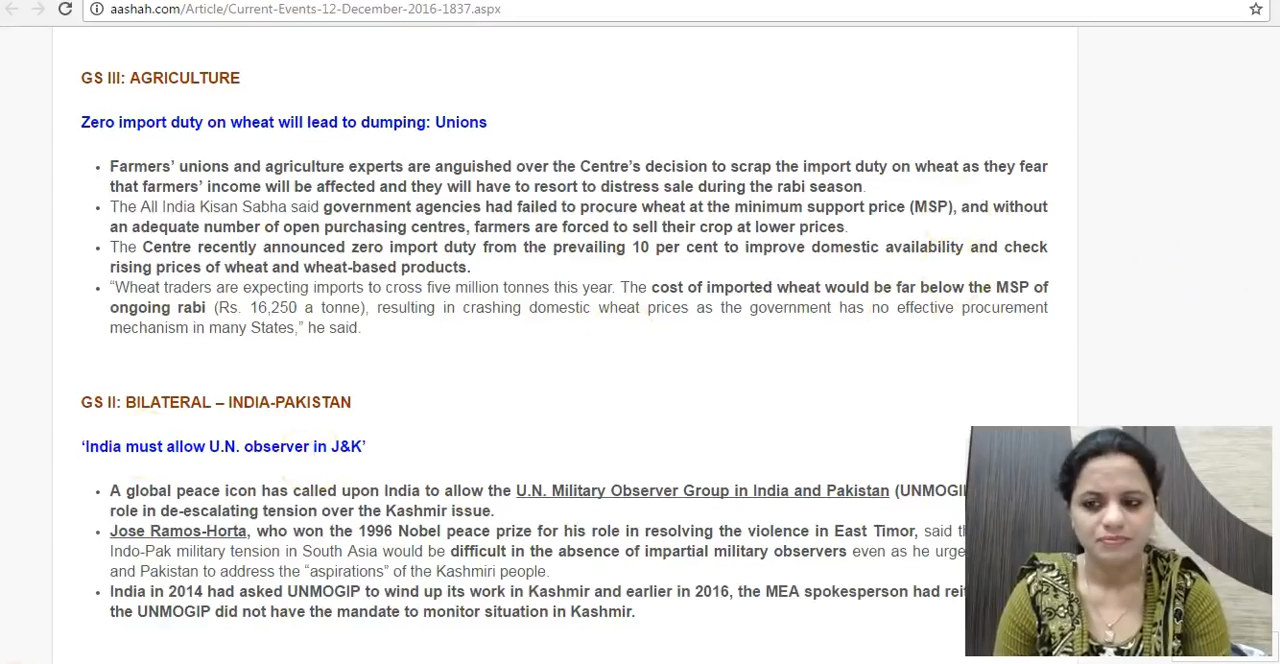 aashah.com/Article/Current-Events-12-December-2016-1837.aspx
GS III: AGRICULTURE
Zero import duty on wheat will lead to dumping: Unions
• Farmers’ unions and agriculture experts are anguished over the Centre’s decision to scrap the import duty on wheat as they fear
that farmers’ income will be affected and they will have to resort to distress sale during the rabi season.
• The All India Kisan Sabha said government agencies had failed to procure wheat at the minimum support price (MSP), and without
an adequate number of open purchasing centres, farmers are forced to sell their crop at lower prices.
• The Centre recently announced zero import duty from the prevailing 10 per cent to improve domestic availability and check
rising prices of wheat and wheat-based products.
• “Wheat traders are expecting imports to cross five million tonnes this year. The cost of imported wheat would be far below the MSP of
ongoing rabi (Rs. 16,250 a tonne), resulting in crashing domestic wheat prices as the government has no effective procurement
mechanism in many States,” he said.
GS II: BILATERAL – INDIA-PAKISTAN
‘India must allow U.N. observer in J&K’
• A global peace icon has called upon India to allow the U.N. Military Observer Group in India and Pakistan
role in de-escalating tension over the Kashmir issue.
• Jose Ramos-Horta, who won the 1996 Nobel peace prize for his role in resolving the violence in East Timor, said
Indo-Pak military tension in South Asia would be difficult in the absence of impartial military observers even as he
and Pakistan to address the “aspirations” of the Kashmiri people.
• India in 2014 had asked UNMOGIP to wind up its work in Kashmir and earlier in 2016, the MEA spokesperson had
the UNMOGIP did not have the mandate to monitor situation in Kashmir.